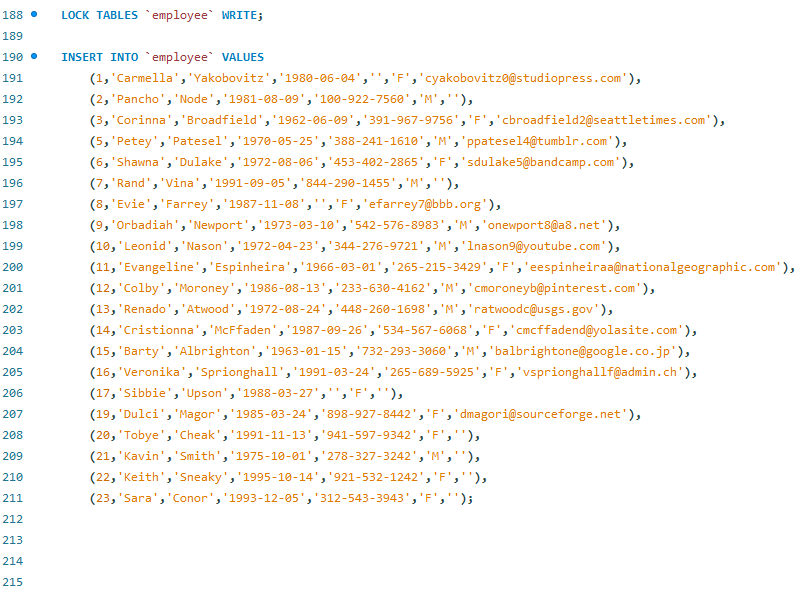 188 LOCK TABLES `employee` WRITE;
189
190 INSERT INTO `employee` VALUES
191 (1,'Carmella','Yakobovitz','1980-06-04','','F','cyakobovitz0@studiopress.com'),
192 (2,'Pancho','Node','1981-08-09','100-922-7560','M',''),
193 (3,'Corinna','Broadfield','1962-06-09','391-967-9756','F','cbroadfield2@seattletimes.com'),
194 (5,'Petey','Patesel','1970-05-25','388-241-1610','M','ppatesel4@tumblr.com'),
195 (6,'Shawna','Dulake','1972-08-06','453-402-2865','F','sdulake5@bandcamp.com'),
196 (7,'Rand','Vina','1991-09-05','844-290-1455','M',''),
197 (8,'Evie','Farrey','1987-11-08','','F','efarrey7@bbb.org'),
198 (9,'Orbadiah','Newport','1973-03-10','542-576-8983','M','onewport8@a8.net'),
199 (10,'Leonid','Nason','1972-04-23','344-276-9721','M','lnason9@youtube.com'),
200 (11,'Evangeline','Espinheira','1966-03-01','265-215-3429','F','eespinheiraa@nationalgeographic.com'),
201 (12,'Colby','Moroney','1986-08-13','233-630-4162','M','cmoroneyb@pinterest.com'),
202 (13,'Renado','Atwood','1972-08-24','448-260-1698','M','ratwoodc@usgs.gov'),
203 (14,'Cristionna','McFfaden','1987-09-26','534-567-6068','F','cmcffadend@yolasite.com'),
204 (15,'Barty','Albrighton','1963-01-15','732-293-3060','M','balbrightone@google.co.jp'),
205 (16,'Veronika','Sprionghall','1991-03-24','265-689-5925','F','vsprionghallf@admin.ch'),
206 (17,'Sibbie','Upson','1988-03-27','','F',''),
207 (19,'Dulci','Magor','1985-03-24','898-927-8442','F','dmagori@sourceforge.net'),
208 (20,'Tobye','Cheak','1991-11-13','941-597-9342','F',''),
209 (21,'Kavin','Smith','1975-10-01','278-327-3242','M',''),
210 (22,'Keith','Sneaky','1995-10-14','921-532-1242','F',''),
211 (23,'Sara','Conor','1993-12-05','312-543-3943','F','');
212
213
214
215